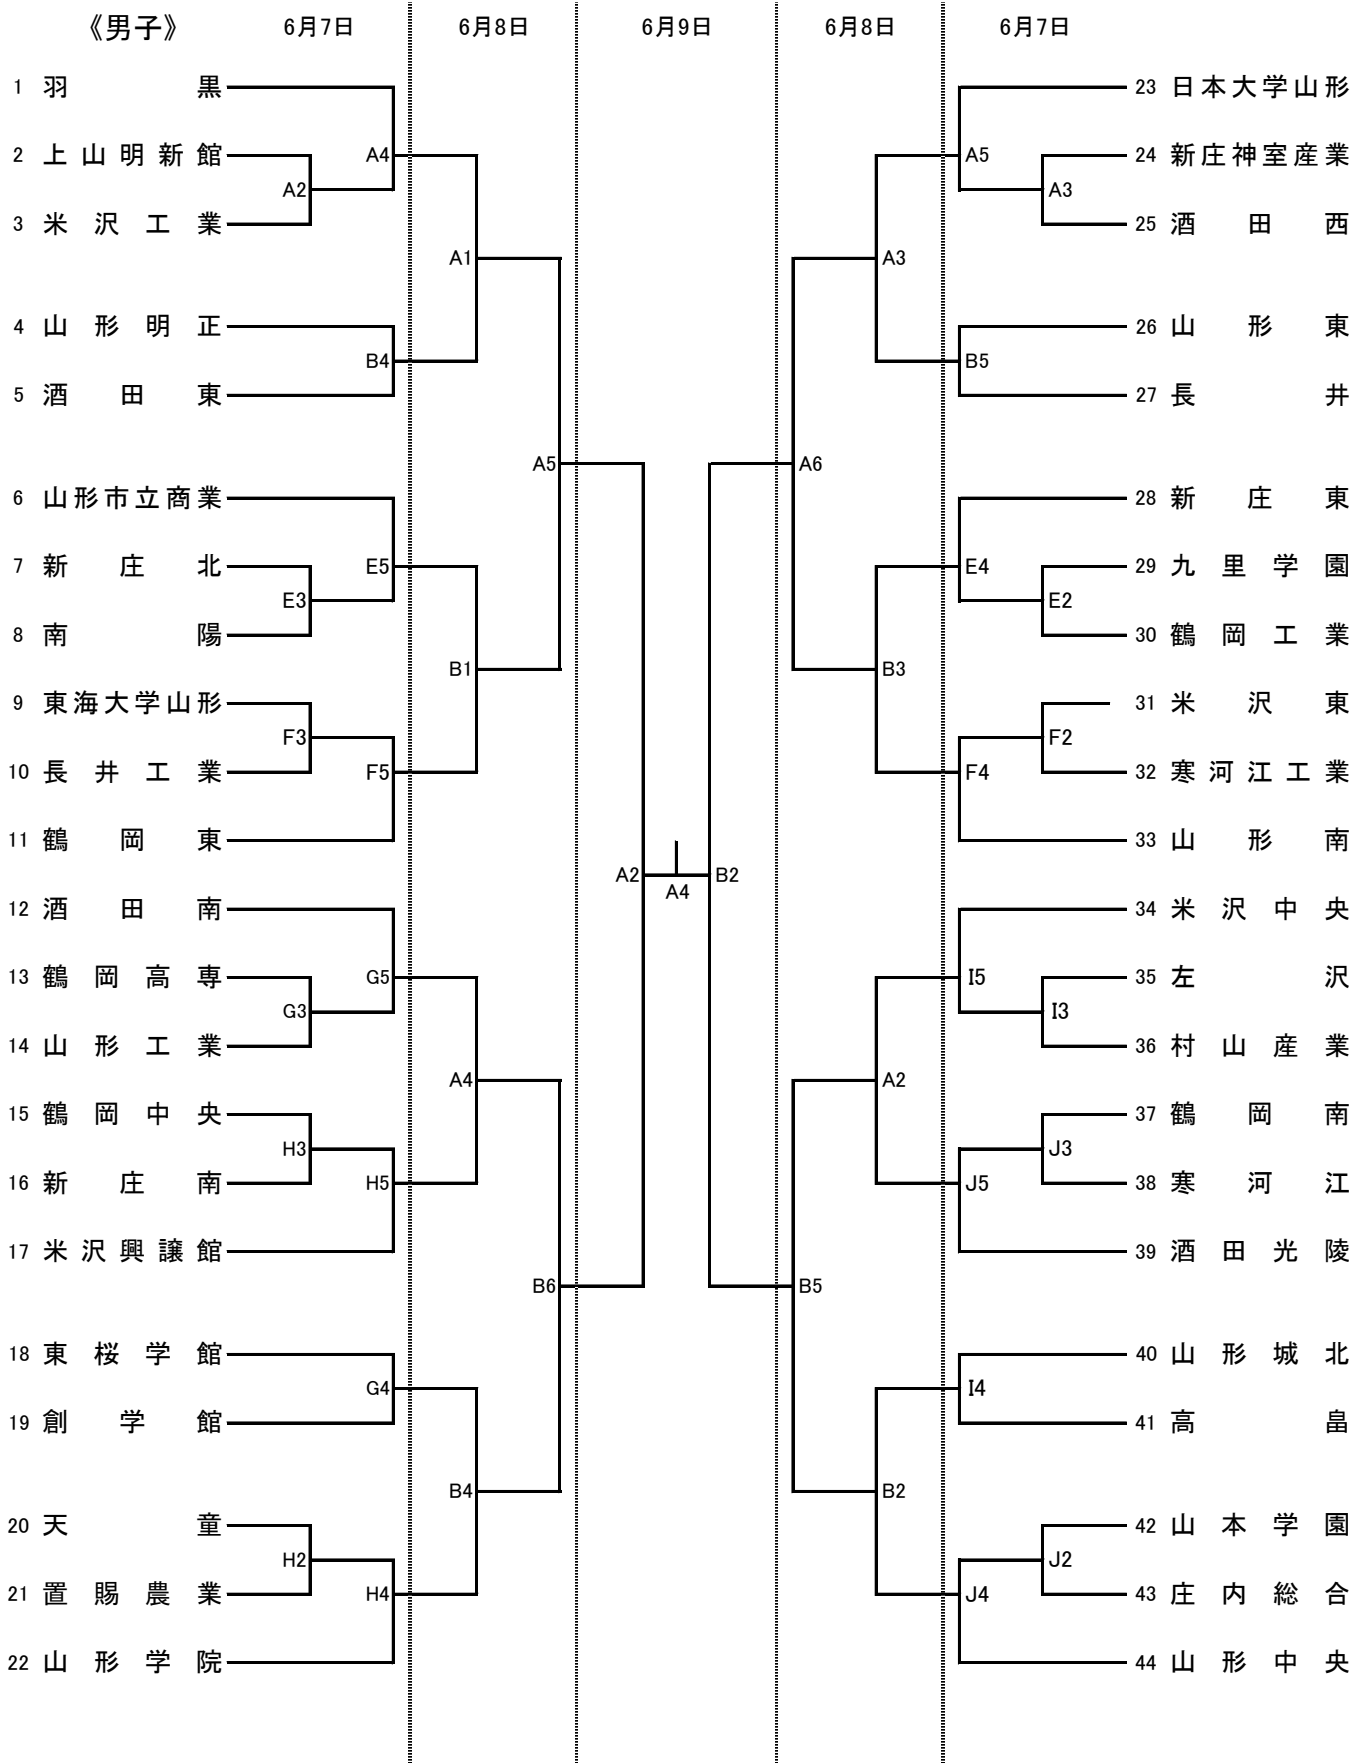 《男子》 6月7日 6月8日 6月9日 6月8日 6月7日
1 羽黒 23 日本大学山形
2 上山明新館 A4 A5 24 新庄神室産業
A2 A3
3 米沢工業 25 酒田西
A1 A3
4 山形明正 26 山形東
B4 B5
5 酒田東 27 長井
A5 A6
6 山形市立商業 28 新庄東
7 新庄北 E5 E4 29 九里学園
E3 E2
8 南陽 30 鶴岡工業
B1 B3
9 東海大学山形 31 米沢東
F3 F2
10 長井工業 F5 F4 32 寒河江工業
11 鶴岡東 33 山形南
A2 B2
A4
12 酒田南 34 米沢中央
13 鶴岡高専 G5 I5 35 左沢
G3 I3
14 山形工業 36 村山産業
A4 A2
15 鶴岡中央 37 鶴岡南
H3 J3
16 新庄南 H5 J5 38 寒河江
17 米沢興譲館 39 酒田光陵
B6 B5
18 東桜学館 40 山形城北
G4 I4
19 創学館 41 高畠
B4 B2
20 天童 42 山本学園
H2 J2
21 置賜農業 H4 J4 43 庄内総合
22 山形学院 44 山形中央